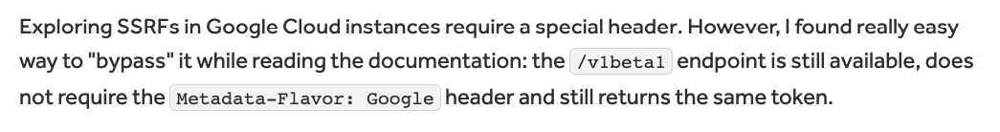 Exploring SSRFs in Google Cloud instances require a special header. However, I found really easy
way to "bypass" it while reading the documentation: the /v1beta1 endpoint is still available, does
not require the Metadata-Flavor: Google header and still returns the same token.